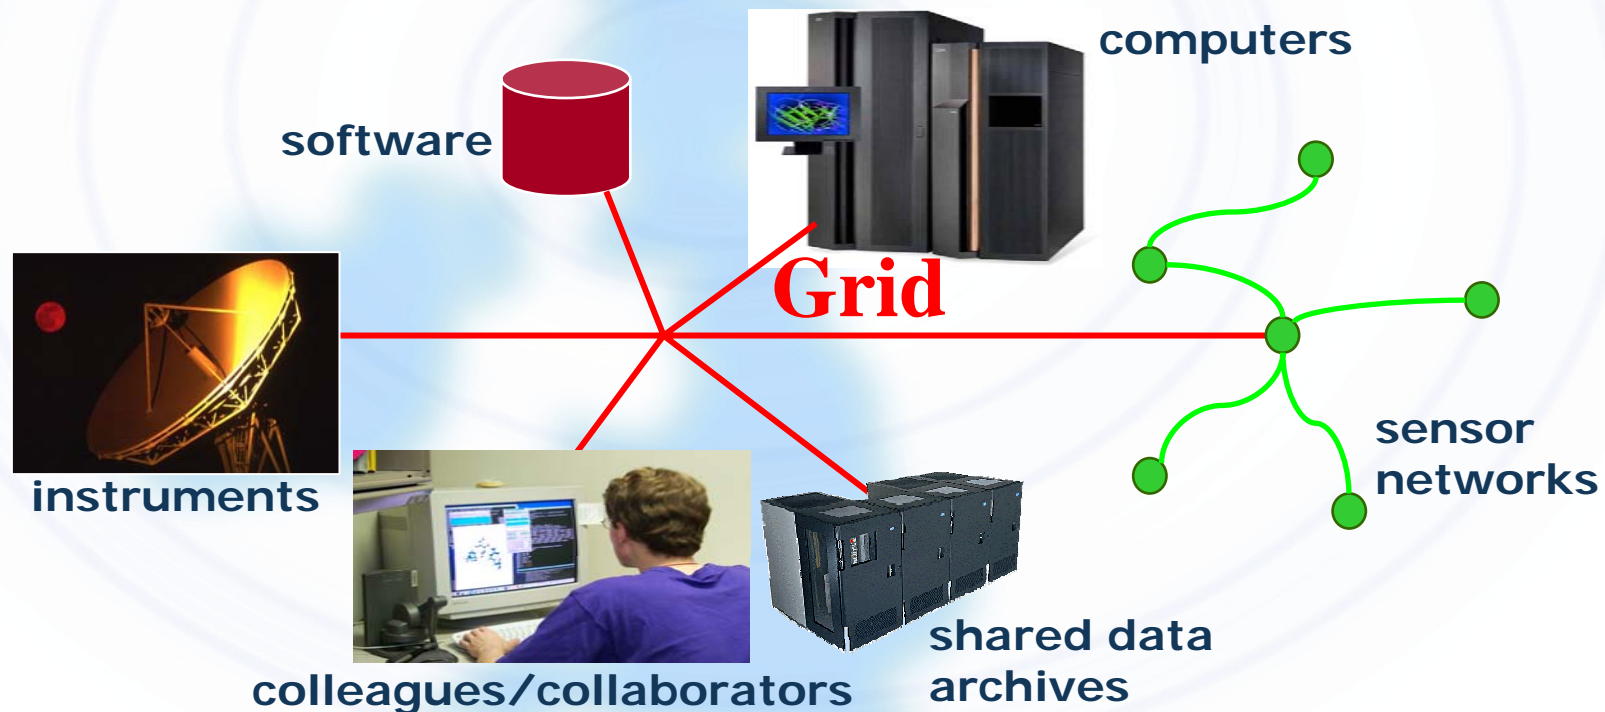 computers
software
Grid
instruments
sensor
networks
colleagues/collaborators
shared data
archives